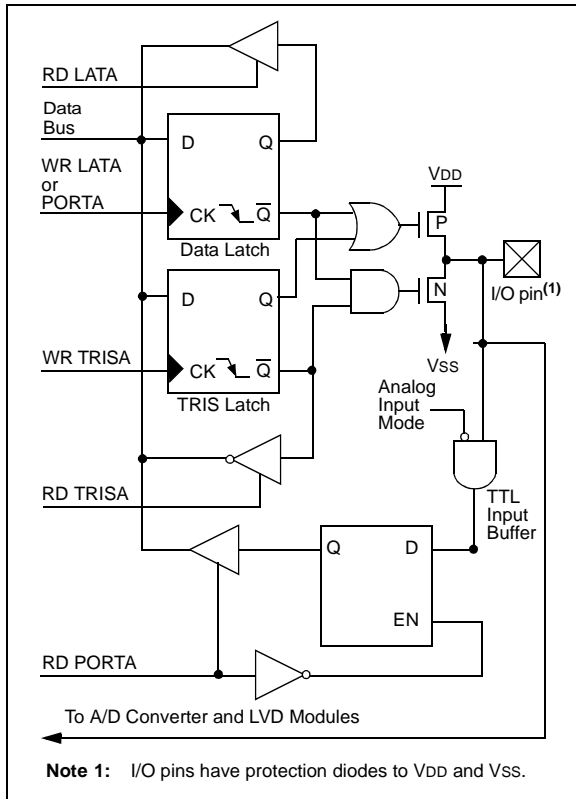 RD LATA
Data
Bus
D Q
WR LATA
or
PORTA
CK Q
Data Latch
VDD
P
I/O pin(1)
N
D Q
WR TRISA
CK Q
TRIS Latch
VSS
Analog
Input
Mode
RD TRISA
TTL
Input
Buffer
Q D
EN
RD PORTA
To A/D Converter and LVD Modules
Note 1: I/O pins have protection diodes to VDD and VSS.